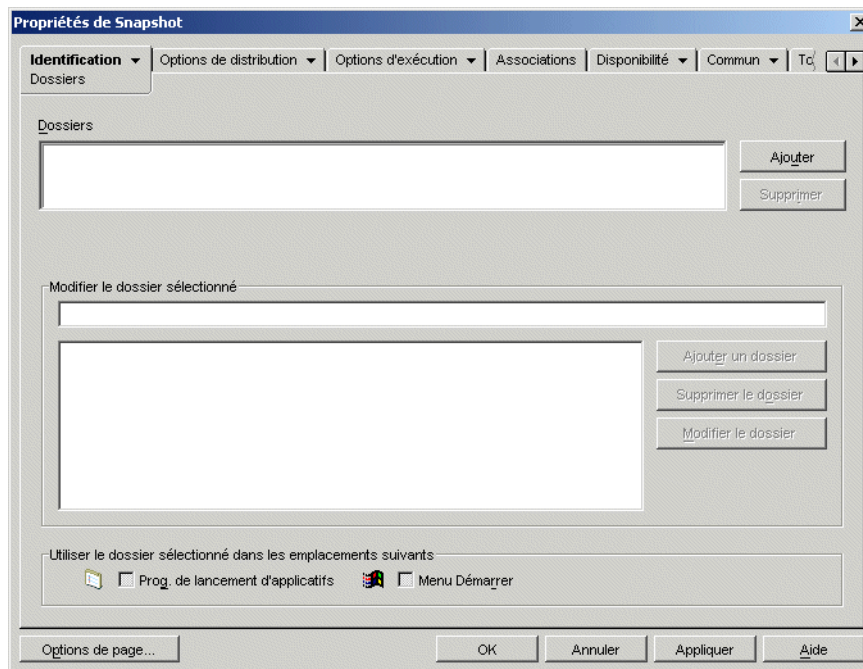 Propriétés de Snapshot
Identification Options de distribution Options d'exécution Associations Disponibilité Commun
Dossiers
Dossiers
Ajouter
Supprimer
Modifier le dossier sélectionné
Ajouter un dossier
Supprimer le dossier
Modifier le dossier
Utiliser le dossier sélectionné dans les emplacements suivants
Prog. de lancement d'applicatifs Menu Démarrer
Options de page... OK Annuler Appliquer Aide